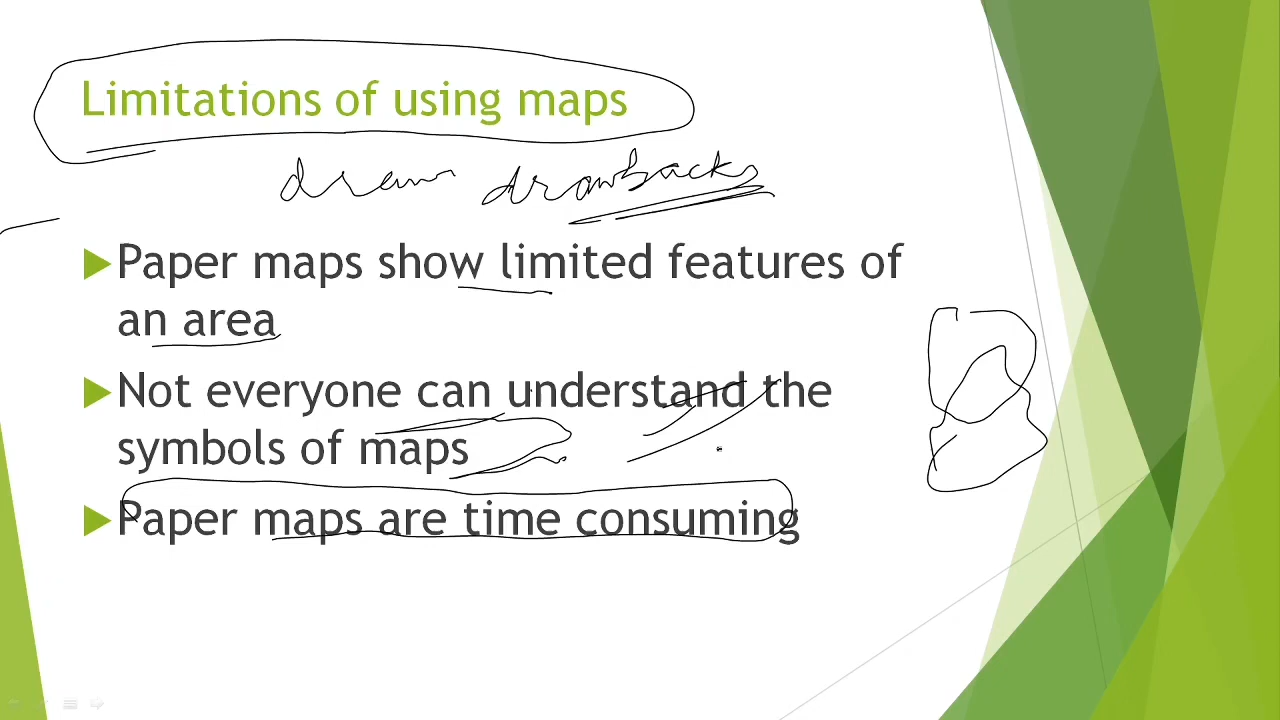 Limitations of using maps
drawbacks
Paper maps show limited features of
an area
Not everyone can understand the
symbols of maps
Paper maps are time consuming